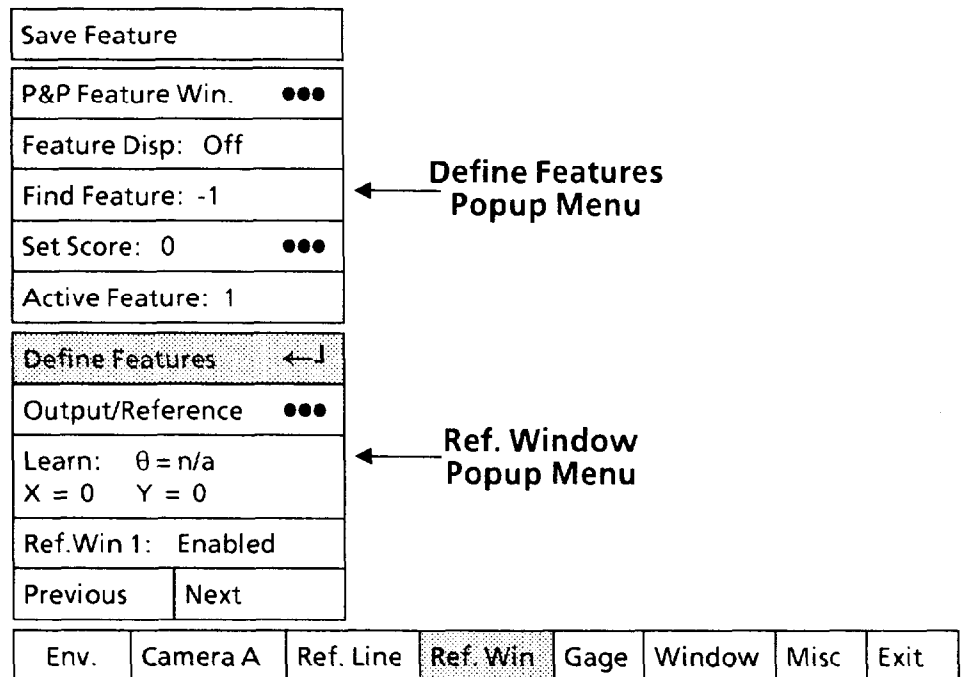 Save Feature
P&P Feature Win. ●●●
Feature Disp: Off
Find Feature: -1
Set Score: 0 ●●●
Active Feature: 1
Define Features
Popup Menu
Define Features ←┘
Output/Reference ●●●
Learn: θ = n/a
X = 0 Y = 0
Ref.Win 1: Enabled
Previous Next
Ref. Window
Popup Menu
Env. Camera A Ref. Line Ref. Win Gage Window Misc Exit